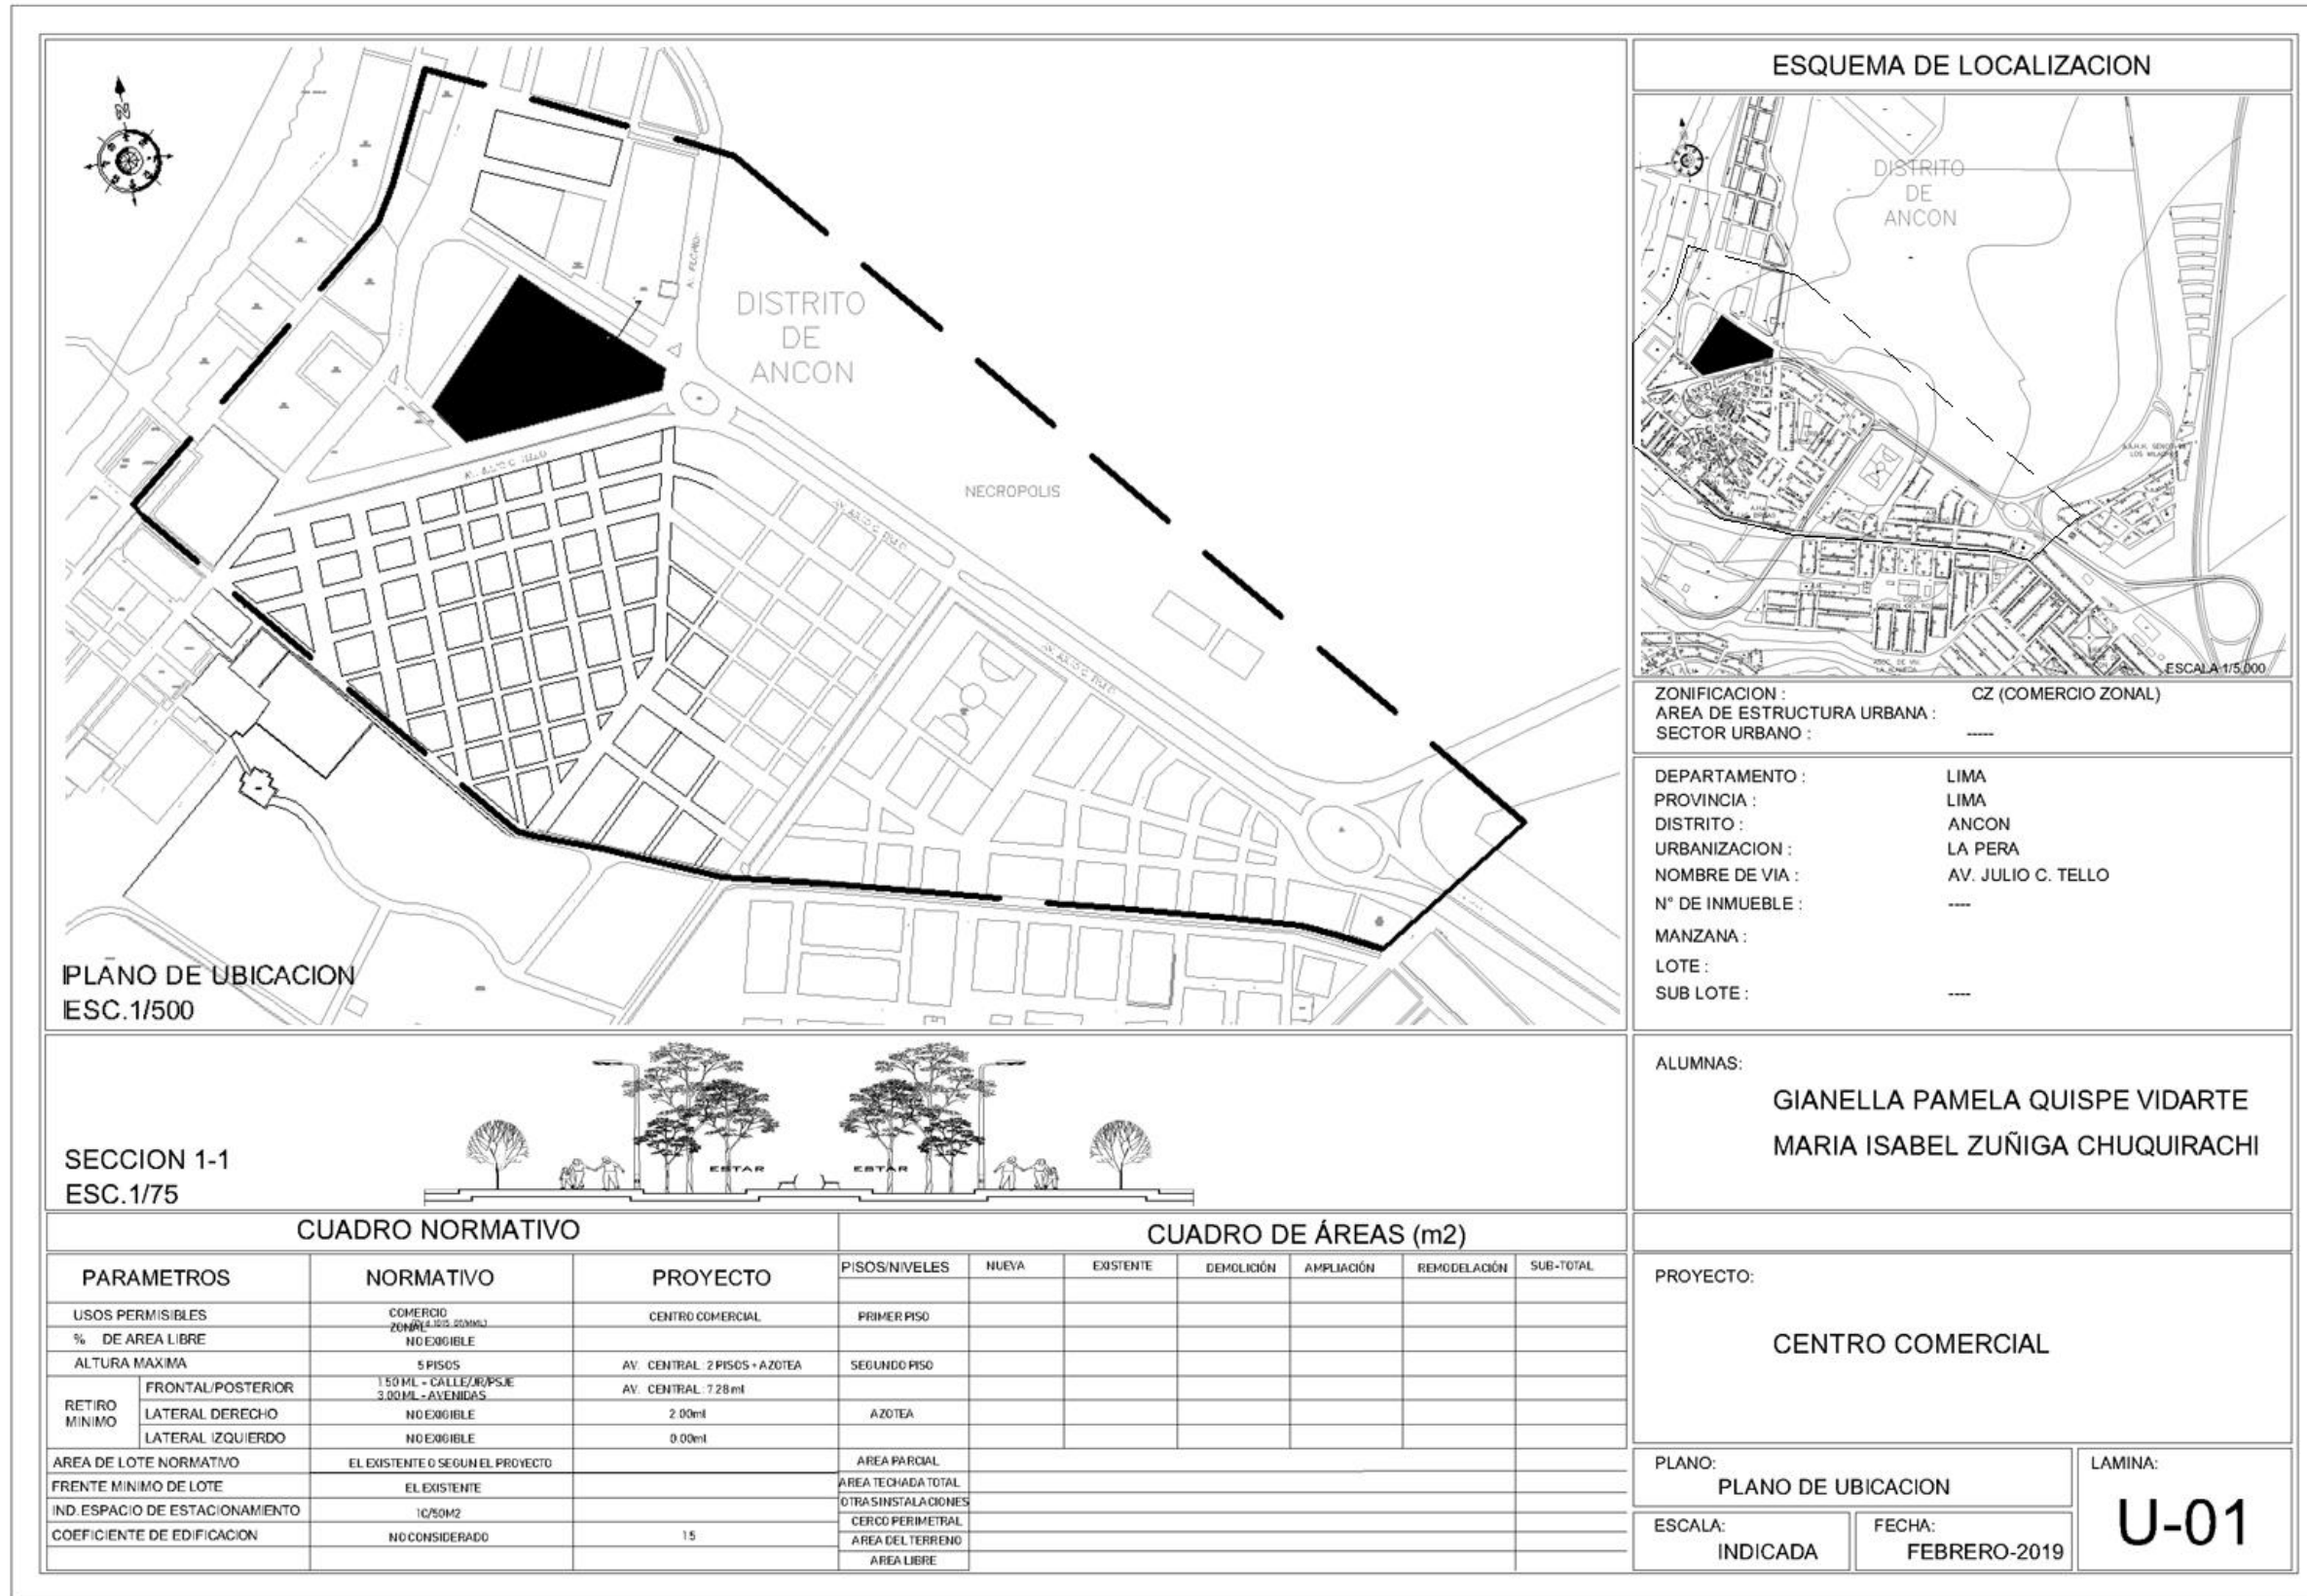 N
DISTRITO
DE
ANCON
NECROPOLIS
PLANO DE UBICACION
ESC.1/500
ESQUEMA DE LOCALIZACION
DISTRITO
DE
ANCON
ESCALA 1/5,000
ZONIFICACION : CZ (COMERCIO ZONAL)
AREA DE ESTRUCTURA URBANA :
SECTOR URBANO : -----
DEPARTAMENTO : LIMA
PROVINCIA : LIMA
DISTRITO : ANCON
URBANIZACION : LA PERA
NOMBRE DE VIA : AV. JULIO C. TELLO
N° DE INMUEBLE : ----
MANZANA :
LOTE :
SUB LOTE : ----
SECCION 1-1
ESC.1/75
ESTAR ESTAR
ALUMNAS:
GIANELLA PAMELA QUISPE VIDARTE
MARIA ISABEL ZUÑIGA CHUQUIRACHI
CUADRO NORMATIVO
PARAMETROS NORMATIVO PROYECTO
USOS PERMISIBLES COMERCIO ZONAL CENTRO COMERCIAL
% DE AREA LIBRE NO EXIGIBLE
ALTURA MAXIMA 5 PISOS AV. CENTRAL : 2 PISOS + AZOTEA
RETIRO MINIMO
FRONTAL/POSTERIOR 1.50 ML - CALLE/JR/PSJE 3.00 ML - AVENIDAS AV. CENTRAL : 7.28 ml
LATERAL DERECHO NO EXIGIBLE 2.00ml
LATERAL IZQUIERDO NO EXIGIBLE 0.00ml
AREA DE LOTE NORMATIVO EL EXISTENTE O SEGUN EL PROYECTO
FRENTE MINIMO DE LOTE EL EXISTENTE
IND. ESPACIO DE ESTACIONAMIENTO 1C/50M2
COEFICIENTE DE EDIFICACION NO CONSIDERADO 1.5
CUADRO DE ÁREAS (m2)
PISOS/NIVELES NUEVA EXISTENTE DEMOLICIÓN AMPLIACIÓN REMODELACIÓN SUB-TOTAL
PRIMER PISO
SEGUNDO PISO
AZOTEA
AREA PARCIAL
AREA TECHADA TOTAL
OTRAS INSTALACIONES
CERCO PERIMETRAL
AREA DEL TERRENO
AREA LIBRE
PROYECTO:
CENTRO COMERCIAL
PLANO:
PLANO DE UBICACION
LAMINA:
U-01
ESCALA:
INDICADA
FECHA:
FEBRERO-2019